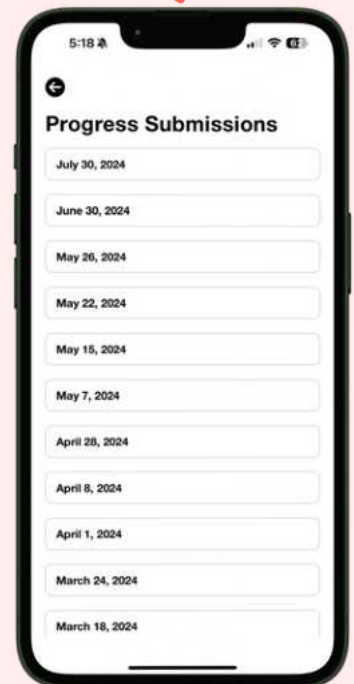 5:18
Progress Submissions
July 30, 2024
June 30, 2024
May 26, 2024
May 22, 2024
May 15, 2024
May 7, 2024
April 28, 2024
April 8, 2024
April 1, 2024
March 24, 2024
March 18, 2024